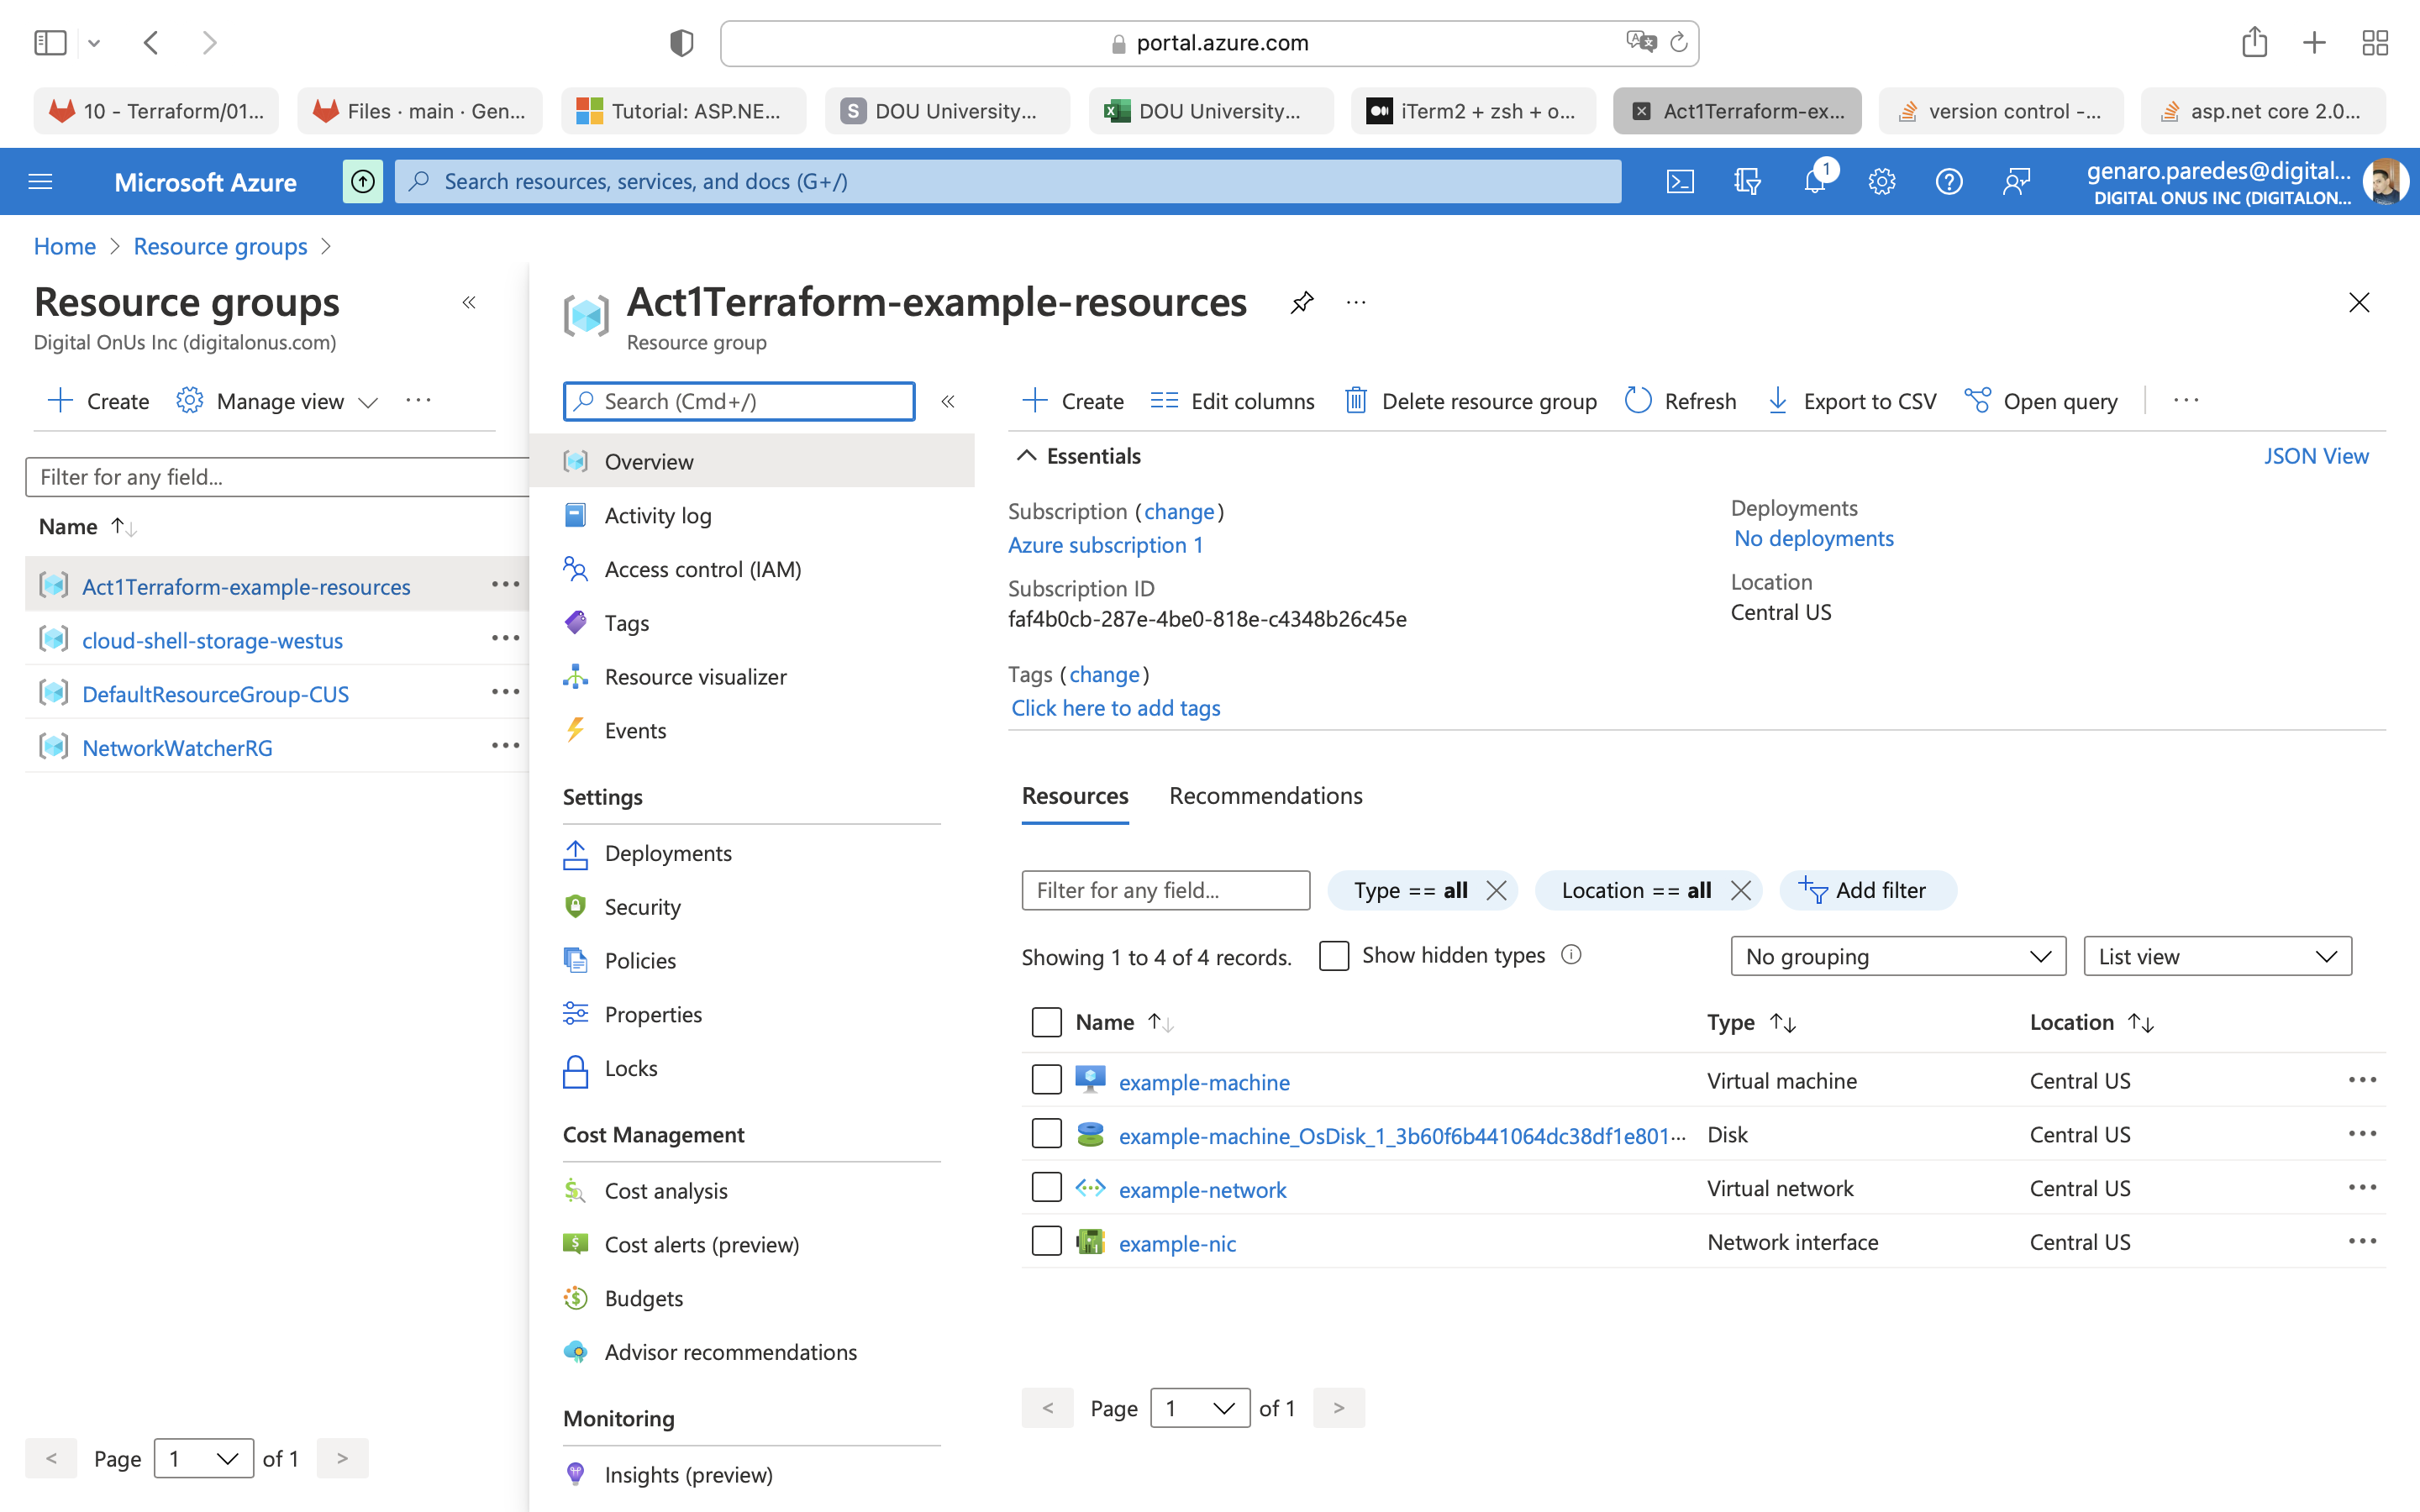 portal.azure.com
10 - Terraform/01...
Files · main · Gen...
Tutorial: ASP.NE...
S DOU University...
DOU University...
iTerm2 + zsh + o...
Act1Terraform-ex...
version control -...
asp.net core 2.0...
Microsoft Azure
Search resources, services, and docs (G+/)
1
genaro.paredes@digital...
DIGITAL ONUS INC (DIGITALON...
Home > Resource groups >
Resource groups
Digital OnUs Inc (digitalonus.com)
Create
Manage view
Filter for any field...
Name
Act1Terraform-example-resources
cloud-shell-storage-westus
DefaultResourceGroup-CUS
NetworkWatcherRG
< Page 1 of 1 >
Act1Terraform-example-resources
Resource group
Search (Cmd+/)
Overview
Activity log
Access control (IAM)
Tags
Resource visualizer
Events
Settings
Deployments
Security
Policies
Properties
Locks
Cost Management
Cost analysis
Cost alerts (preview)
Budgets
Advisor recommendations
Monitoring
Insights (preview)
Create
Edit columns
Delete resource group
Refresh
Export to CSV
Open query
Essentials
JSON View
Subscription (change)
Azure subscription 1
Subscription ID
faf4b0cb-287e-4be0-818e-c4348b26c45e
Tags (change)
Click here to add tags
Deployments
No deployments
Location
Central US
Resources
Recommendations
Filter for any field...
Type == all
Location == all
Add filter
Showing 1 to 4 of 4 records.
Show hidden types
No grouping
List view
Name Type Location
example-machine Virtual machine Central US
example-machine_OsDisk_1_3b60f6b441064dc38df1e801··· Disk Central US
example-network Virtual network Central US
example-nic Network interface Central US
< Page 1 of 1 >